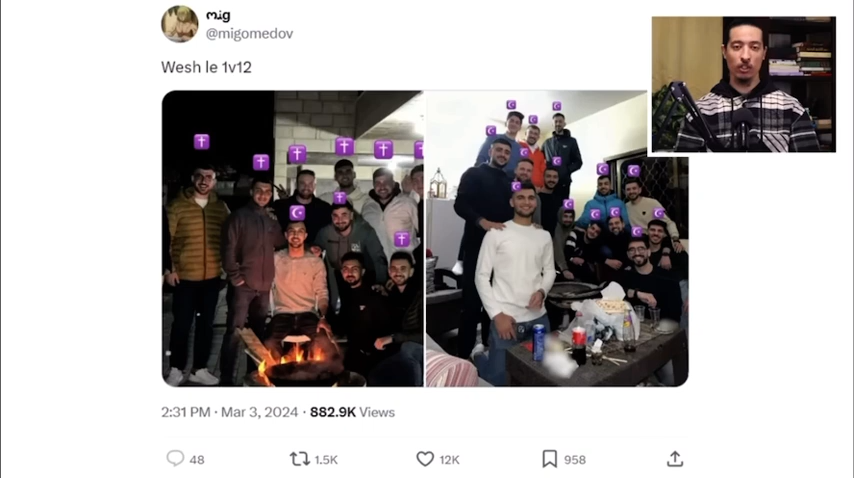 mig
@migomedov
Wesh le 1v12
2:31 PM · Mar 3, 2024 · 882.9K Views
48 1.5K 12K 958